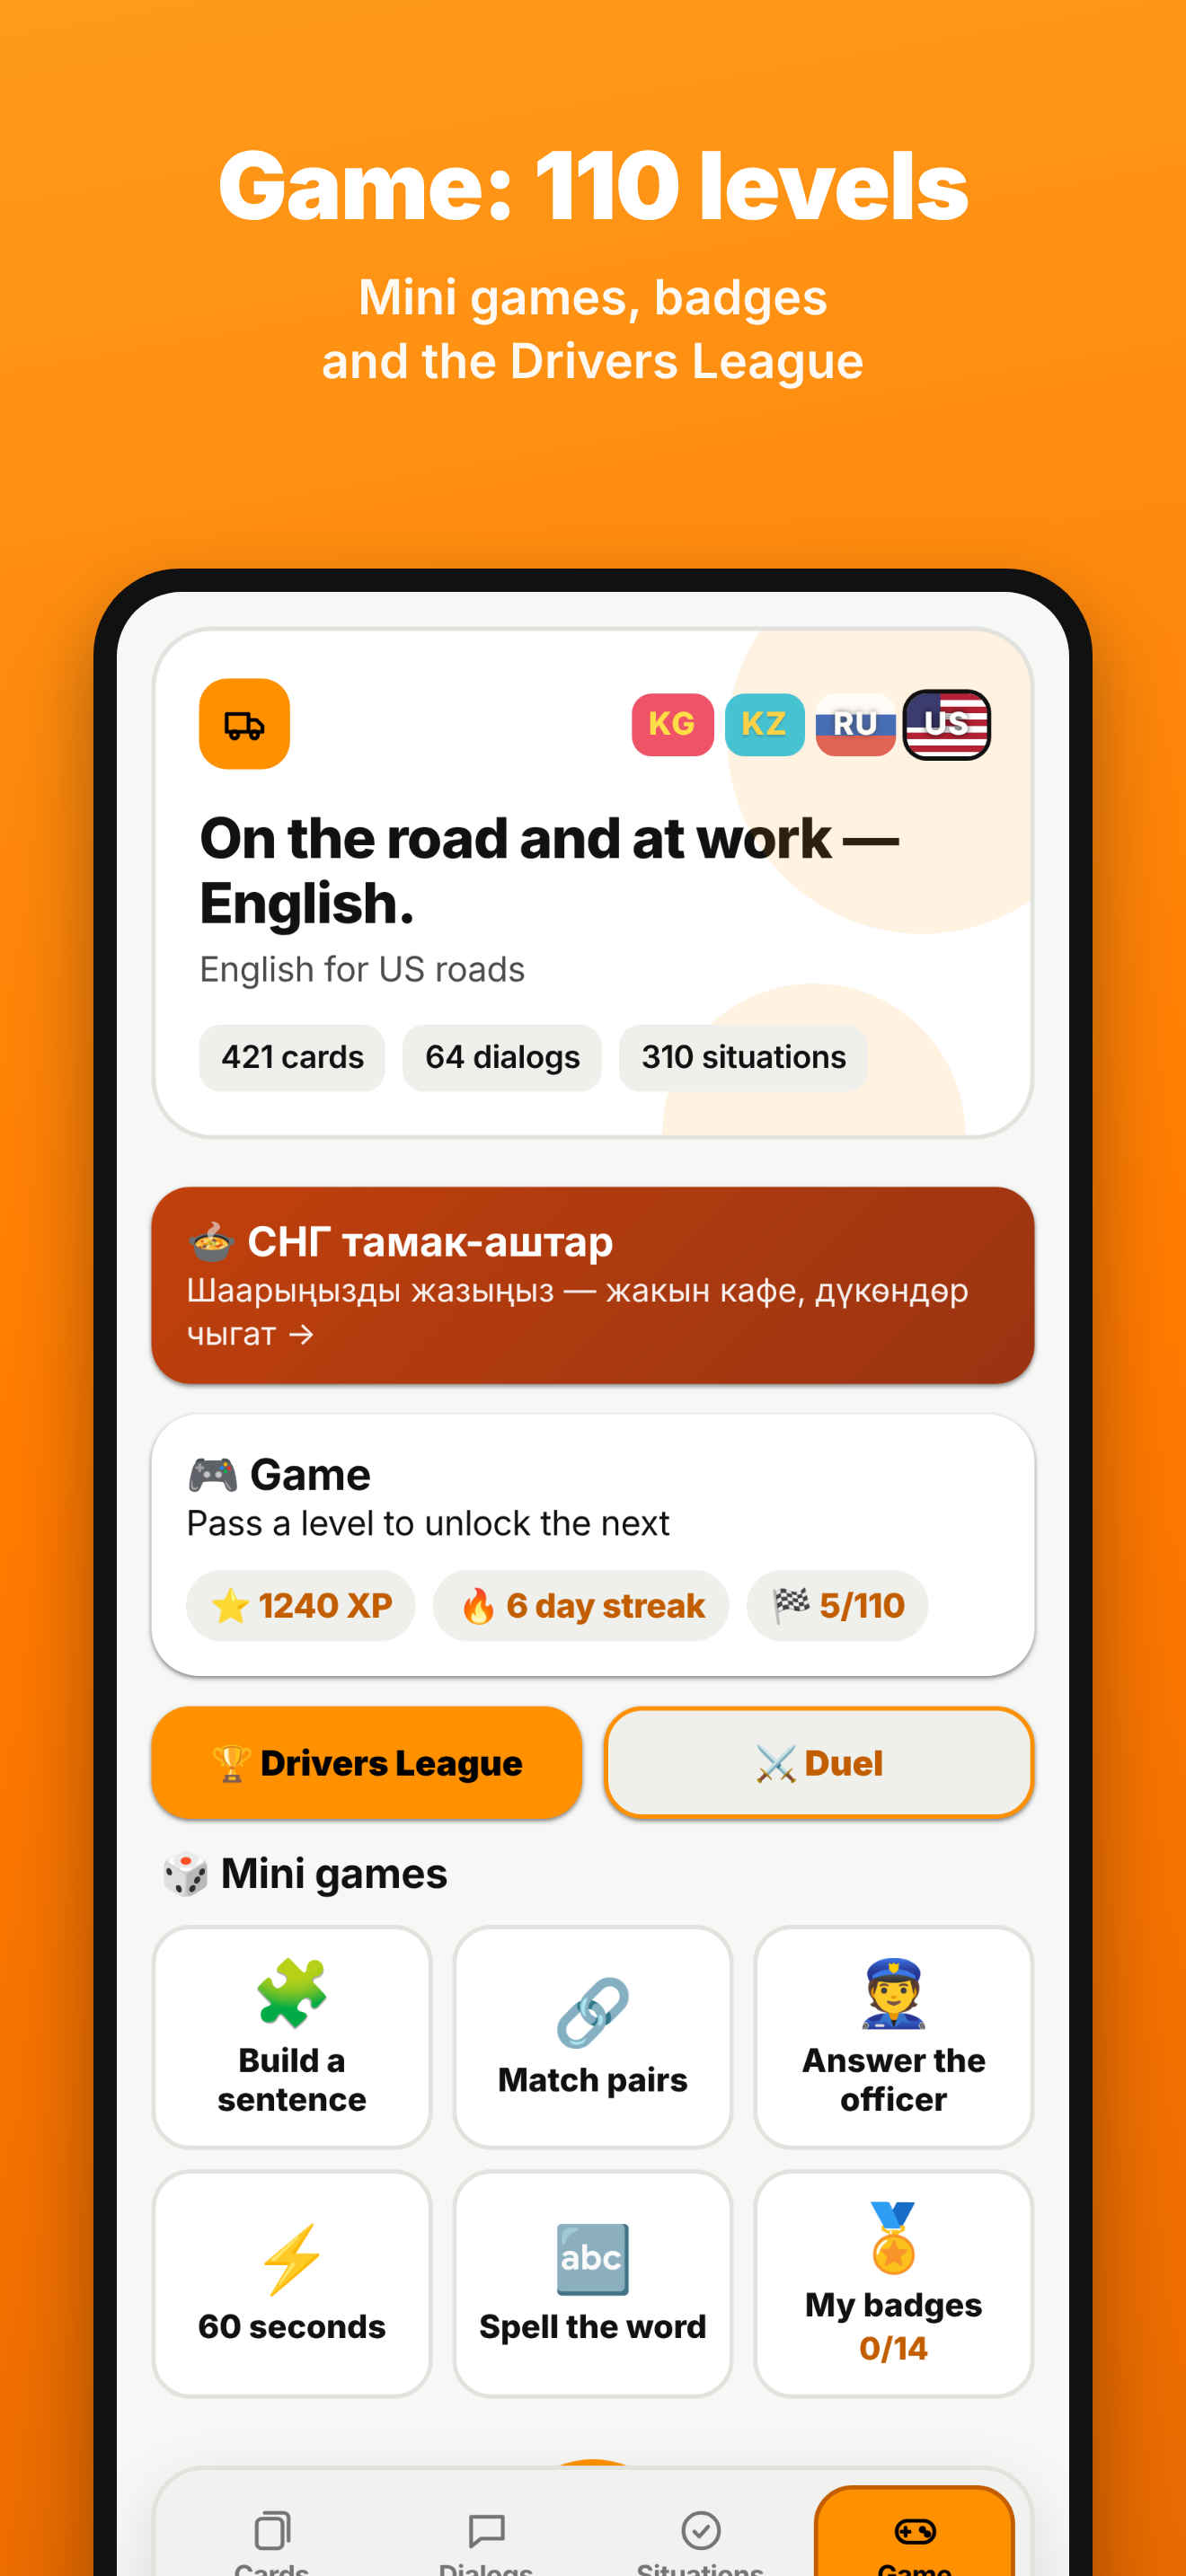 Game: 110 levels
Mini games, badges
and the Drivers League
KG KZ RU US
On the road and at work —
English.
English for US roads
421 cards 64 dialogs 310 situations
СНГ тамак-аштар
Шаарыңызды жазыңыз — жакын кафе, дүкөндөр
чыгат →
Game
Pass a level to unlock the next
1240 XP 6 day streak 5/110
Drivers League Duel
Mini games
Build a
sentence
Match pairs
Answer the
officer
60 seconds
abc
Spell the word
My badges
0/14
Cards Dialogs Situations Game